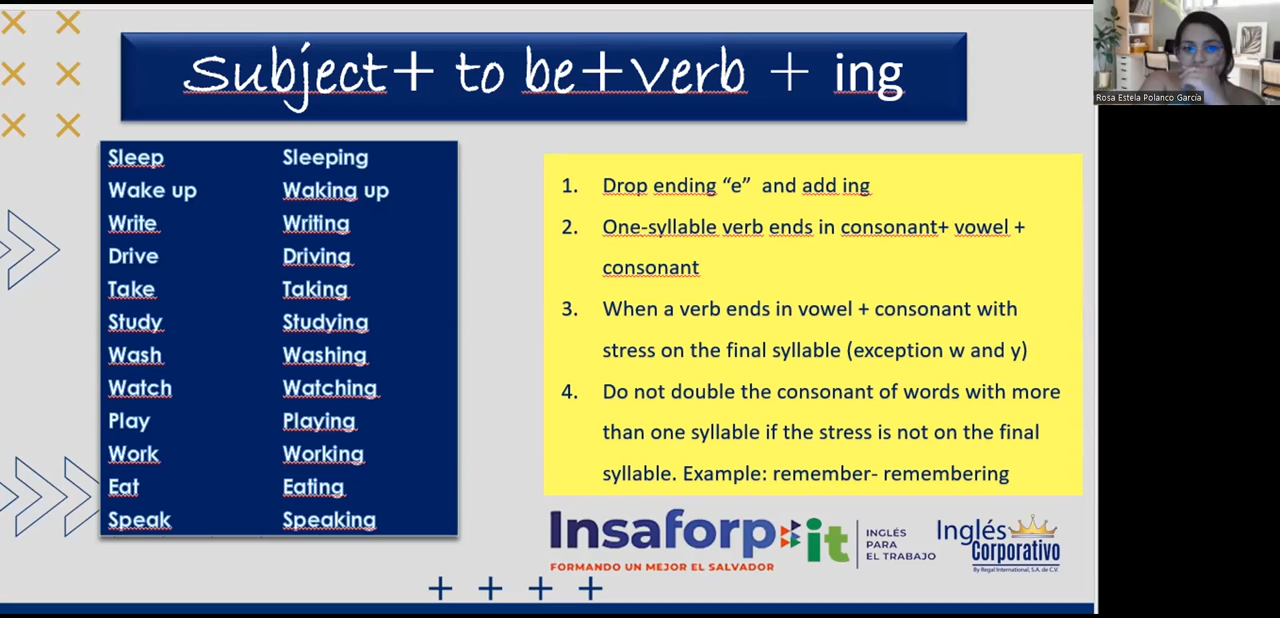 Subject+ to be+verb + ing
Sleep Sleeping
Wake up Waking up
Write Writing
Drive Driving
Take Taking
Study Studying
Wash Washing
Watch Watching
Play Playing
Work Working
Eat Eating
Speak Speaking
1. Drop ending “e” and add ing
2. One-syllable verb ends in consonant+ vowel +
consonant
3. When a verb ends in vowel + consonant with
stress on the final syllable (exception w and y)
4. Do not double the consonant of words with more
than one syllable if the stress is not on the final
syllable. Example: remember- remembering
Insaforp
FORMANDO UN MEJOR EL SALVADOR
it
INGLÉS
PARA
EL TRABAJO
Inglés
Corporativo
By Regal International, S.A. de C.V.
Rosa Estela Polanco García